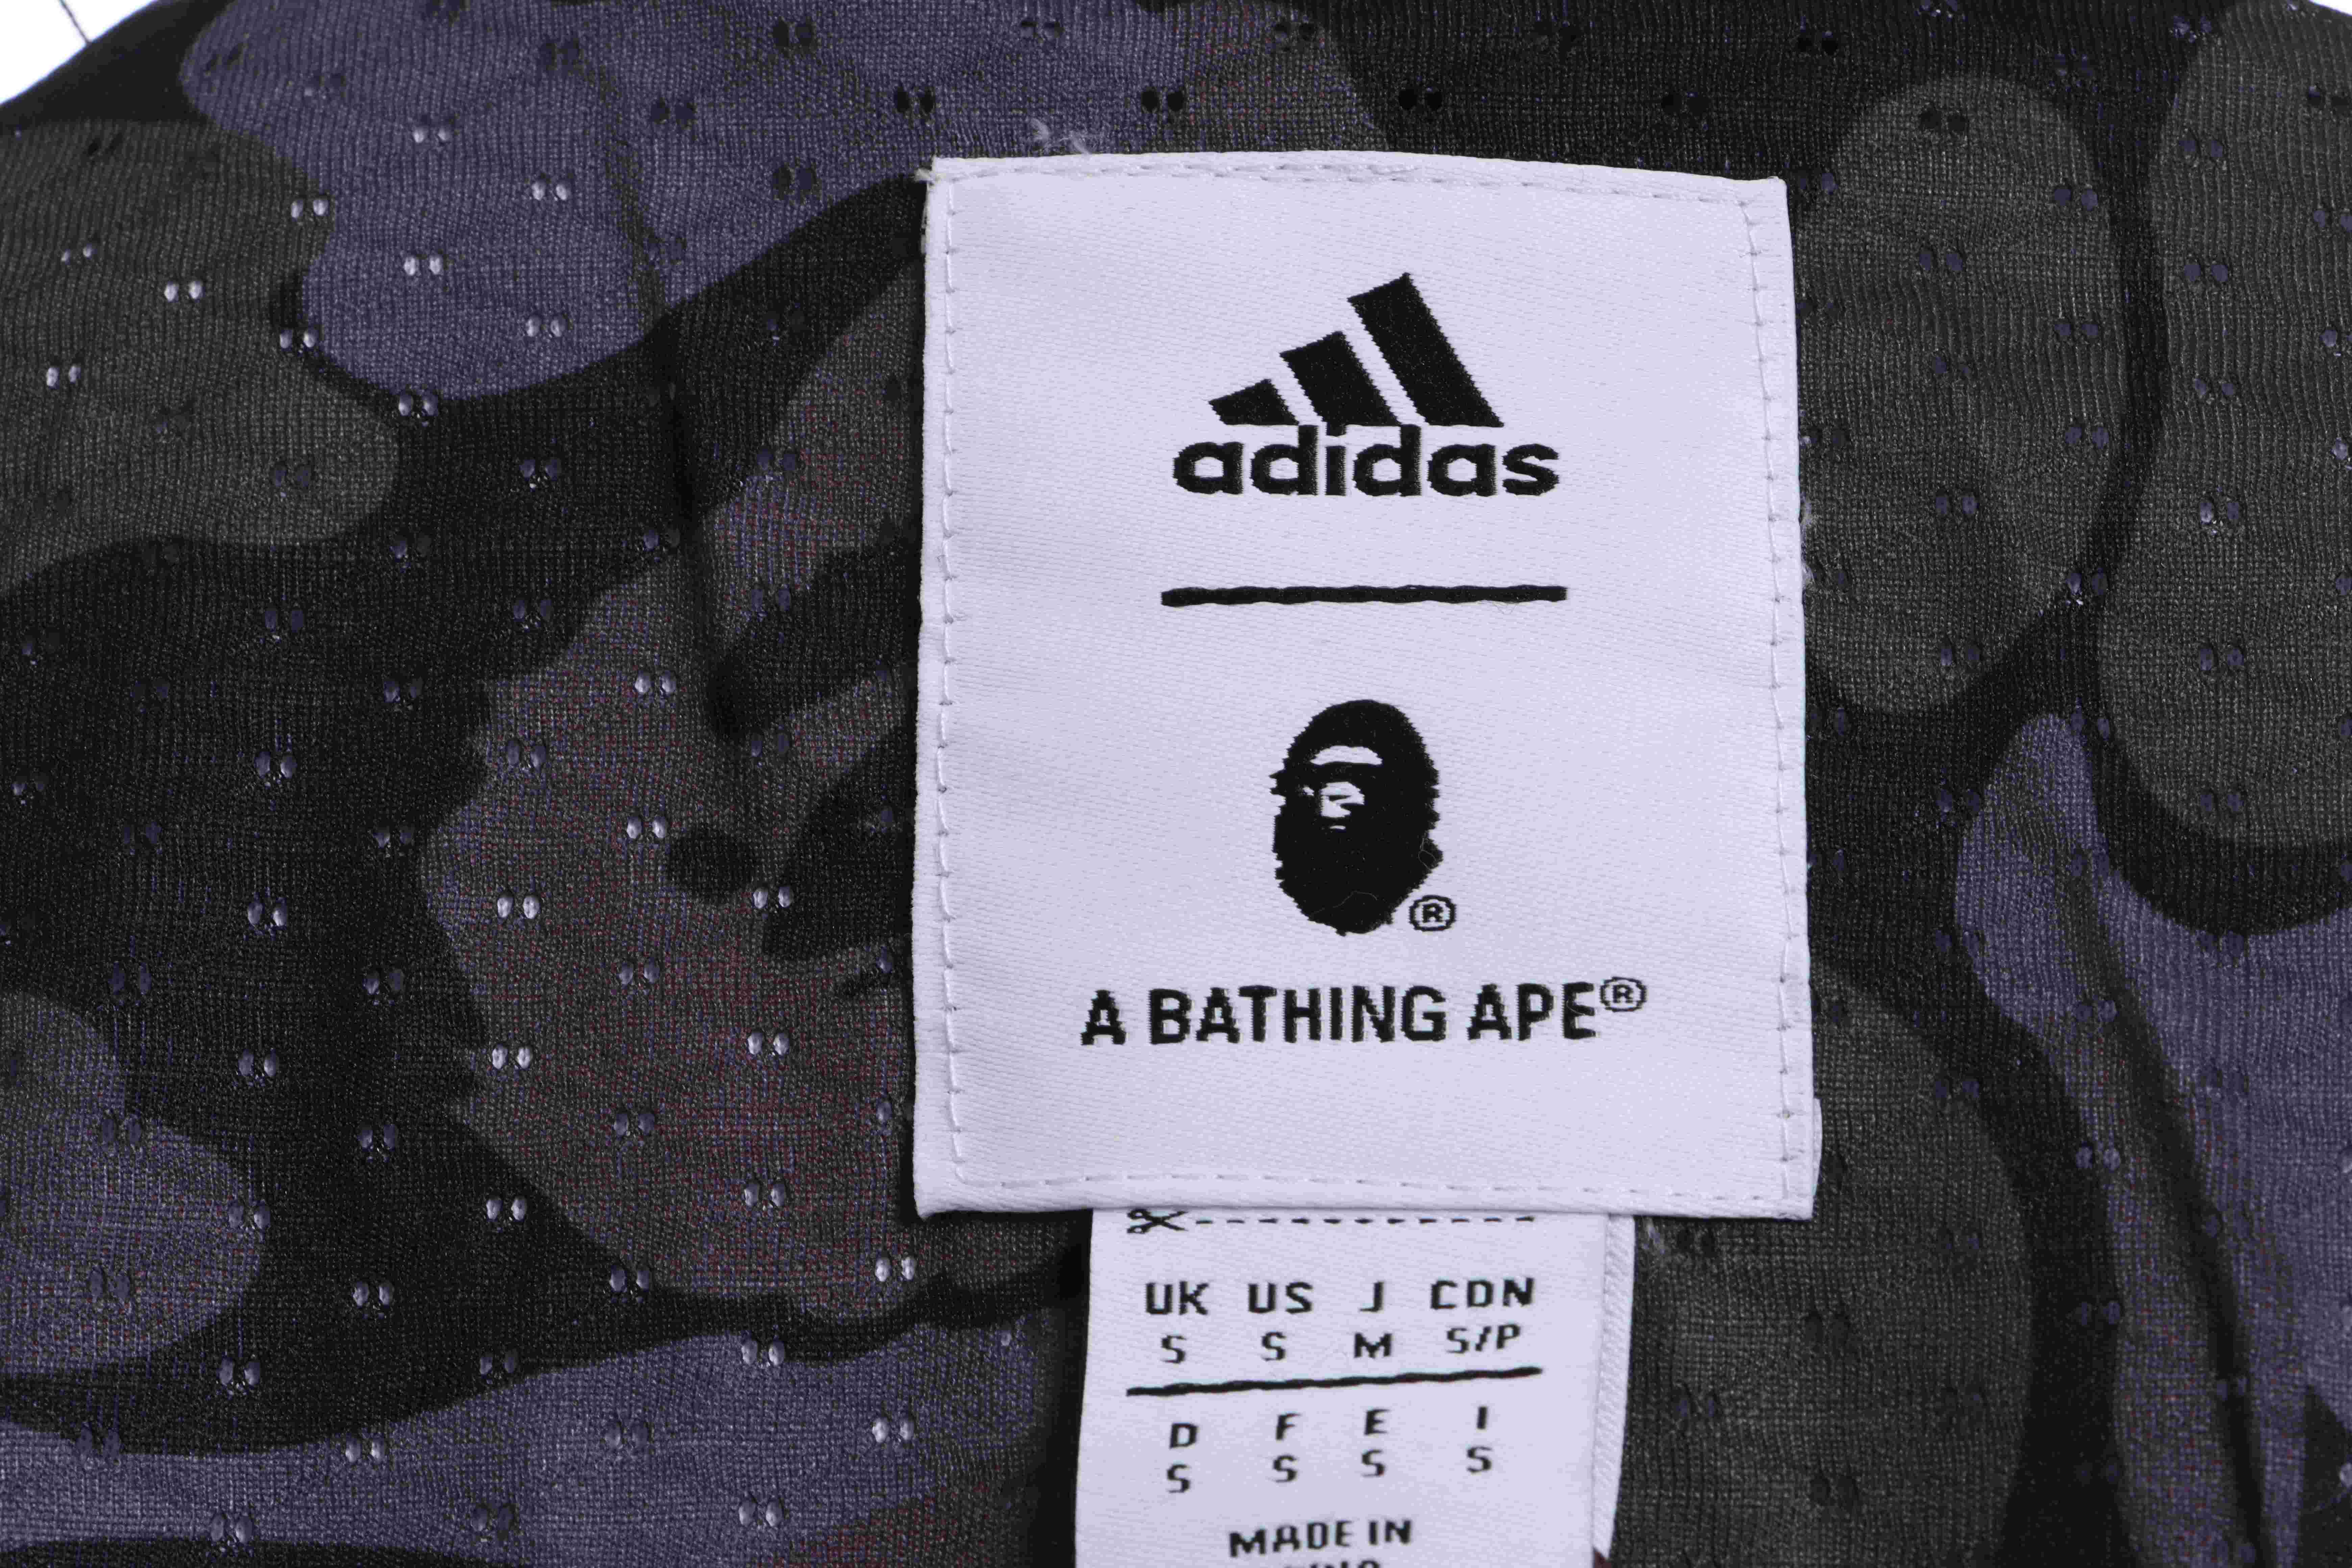 adidas
®
A BATHING APE®
UK US J CDN
S S M S/P
D F E I
S S S S
MADE IN